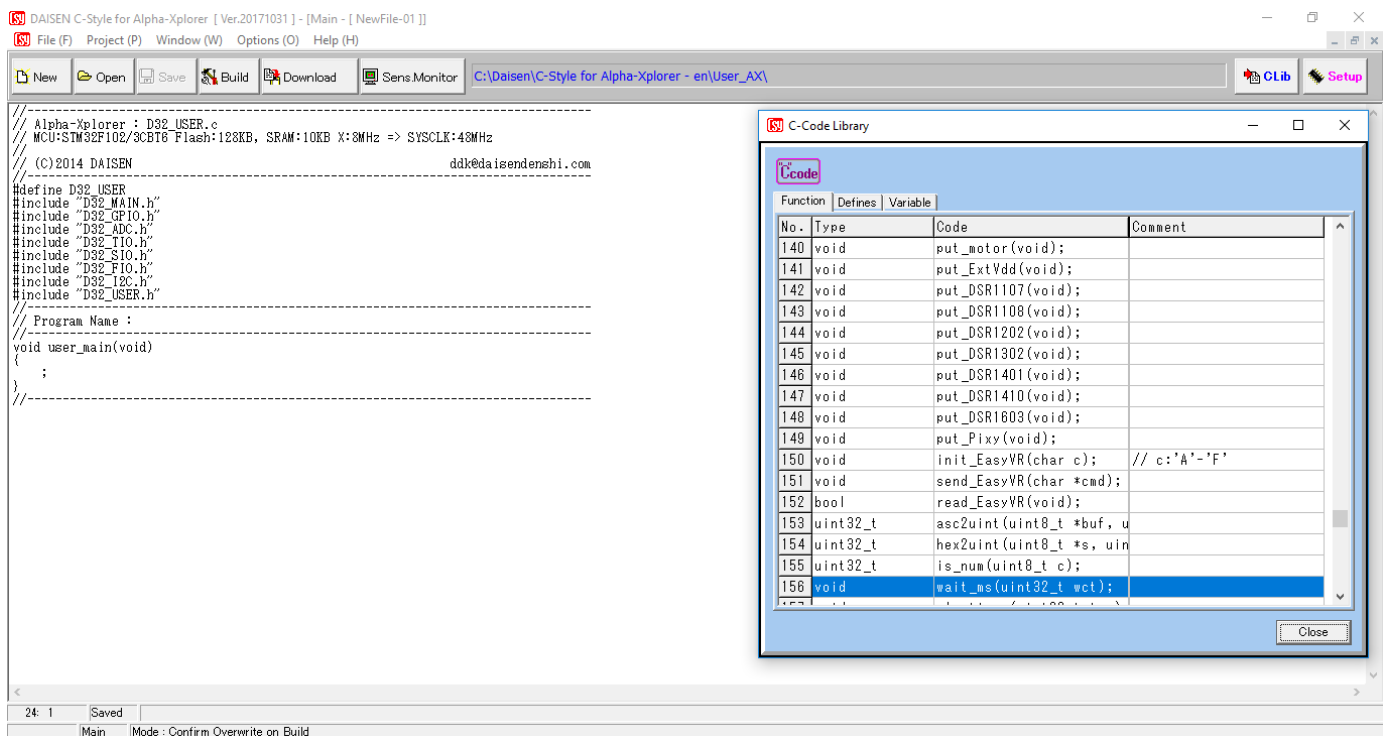 DAISEN C-Style for Alpha-Xplorer [ Ver.20171031 ] - [Main - [ NewFile-01 ]]
File (F) Project (P) Window (W) Options (O) Help (H)
New Open Save Build Download Sens.Monitor C:\Daisen\C-Style for Alpha-Xplorer - en\User_AX\ CLib Setup
//----------------------------------------------------------------------
// Alpha-Xplorer : D32_USER.c
// MCU:STM32F102/3CBT6 Flash:128KB, SRAM:10KB X:8MHz => SYSCLK:48MHz
//
// (C)2014 DAISEN ddk@daisendenshi.com
//----------------------------------------------------------------------
#define D32_USER
#include "D32_MAIN.h"
#include "D32_GPIO.h"
#include "D32_ADC.h"
#include "D32_TIO.h"
#include "D32_SIO.h"
#include "D32_FIO.h"
#include "D32_I2C.h"
#include "D32_USER.h"
//----------------------------------------------------------------------
// Program Name :
//----------------------------------------------------------------------
void user_main(void)
{
;
}
//----------------------------------------------------------------------
C-Code Library
"C" Ccode
Function Defines Variable
No. Type Code Comment
140 void put_motor(void);
141 void put_ExtVdd(void);
142 void put_DSR1107(void);
143 void put_DSR1108(void);
144 void put_DSR1202(void);
145 void put_DSR1302(void);
146 void put_DSR1401(void);
147 void put_DSR1410(void);
148 void put_DSR1603(void);
149 void put_Pixy(void);
150 void init_EasyVR(char c); // c:'A'-'F'
151 void send_EasyVR(char *cmd);
152 bool read_EasyVR(void);
153 uint32_t asc2uint(uint8_t *buf, u
154 uint32_t hex2uint(uint8_t *s, uin
155 uint32_t is_num(uint8_t c);
156 void wait_ms(uint32_t wct);
Close
24: 1 Saved
Main Mode : Confirm Overwrite on Build